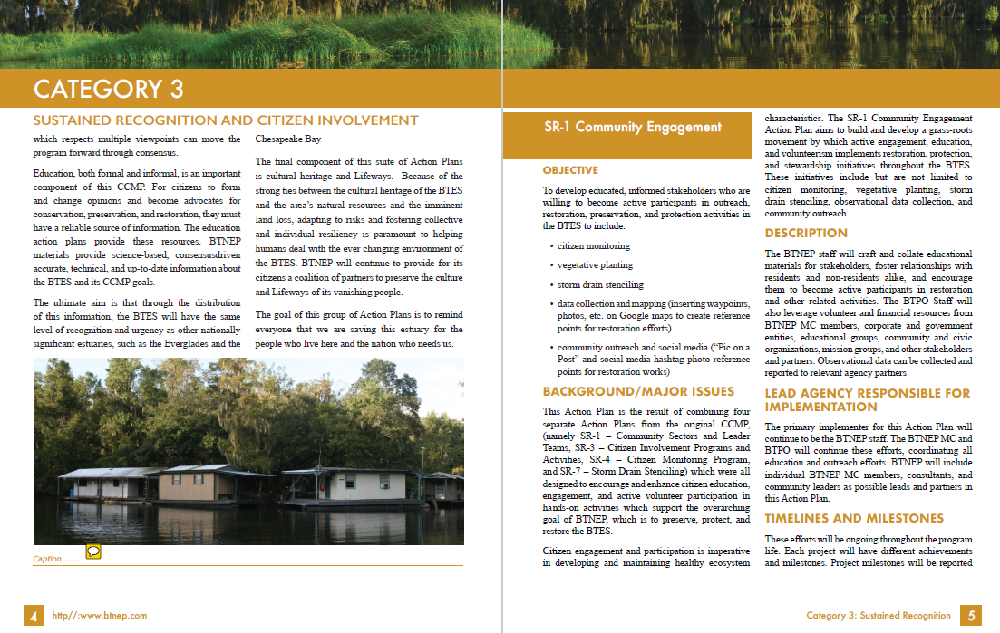 CATEGORY 3
SUSTAINED RECOGNITION AND CITIZEN INVOLVEMENT
which respects multiple viewpoints can move the
program forward through consensus.
Education, both formal and informal, is an important
component of this CCMP. For citizens to form
and change opinions and become advocates for
conservation, preservation, and restoration, they must
have a reliable source of information. The education
action plans provide these resources. BTNEP
materials provide science-based, consensusdriven
accurate, technical, and up-to-date information about
the BTES and its CCMP goals.
The ultimate aim is that through the distribution
of this information, the BTES will have the same
level of recognition and urgency as other nationally
significant estuaries, such as the Everglades and the
Chesapeake Bay
The final component of this suite of Action Plans
is cultural heritage and Lifeways. Because of the
strong ties between the cultural heritage of the BTES
and the area's natural resources and the imminent
land loss, adapting to risks and fostering collective
and individual resiliency is paramount to helping
humans deal with the ever changing environment of
the BTES. BTNEP will continue to provide for its
citizens a coalition of partners to preserve the culture
and Lifeways of its vanishing people.
The goal of this group of Action Plans is to remind
everyone that we are saving this estuary for the
people who live here and the nation who needs us.
Caption.......
4 http//:www.btnep.com
SR-1 Community Engagement
OBJECTIVE
To develop educated, informed stakeholders who are
willing to become active participants in outreach,
restoration, preservation, and protection activities in
the BTES to include:
• citizen monitoring
• vegetative planting
• storm drain stenciling
• data collection and mapping (inserting waypoints,
photos, etc. on Google maps to create reference
points for restoration efforts)
• community outreach and social media ("Pic on a
Post" and social media hashtag photo reference
points for restoration works)
BACKGROUND/MAJOR ISSUES
This Action Plan is the result of combining four
separate Action Plans from the original CCMP,
(namely SR-1 – Community Sectors and Leader
Teams, SR-3 – Citizen Involvement Programs and
Activities, SR-4 – Citizen Monitoring Program,
and SR-7 – Storm Drain Stenciling) which were all
designed to encourage and enhance citizen education,
engagement, and active volunteer participation in
hands-on activities which support the overarching
goal of BTNEP, which is to preserve, protect, and
restore the BTES.
Citizen engagement and participation is imperative
in developing and maintaining healthy ecosystem
characteristics. The SR-1 Community Engagement
Action Plan aims to build and develop a grass-roots
movement by which active engagement, education,
and volunteerism implements restoration, protection,
and stewardship initiatives throughout the BTES.
These initiatives include but are not limited to
citizen monitoring, vegetative planting, storm
drain stenciling, observational data collection, and
community outreach.
DESCRIPTION
The BTNEP staff will craft and collate educational
materials for stakeholders, foster relationships with
residents and non-residents alike, and encourage
them to become active participants in restoration
and other related activities. The BTPO Staff will
also leverage volunteer and financial resources from
BTNEP MC members, corporate and government
entities, educational groups, community and civic
organizations, mission groups, and other stakeholders
and partners. Observational data can be collected and
reported to relevant agency partners.
LEAD AGENCY RESPONSIBLE FOR
IMPLEMENTATION
The primary implementer for this Action Plan will
continue to be the BTNEP staff. The BTNEP MC and
BTPO will continue these efforts, coordinating all
education and outreach efforts. BTNEP will include
individual BTNEP MC members, consultants, and
community leaders as possible leads and partners in
this Action Plan.
TIMELINES AND MILESTONES
These efforts will be ongoing throughout the program
life. Each project will have different achievements
and milestones. Project milestones will be reported
Category 3: Sustained Recognition 5